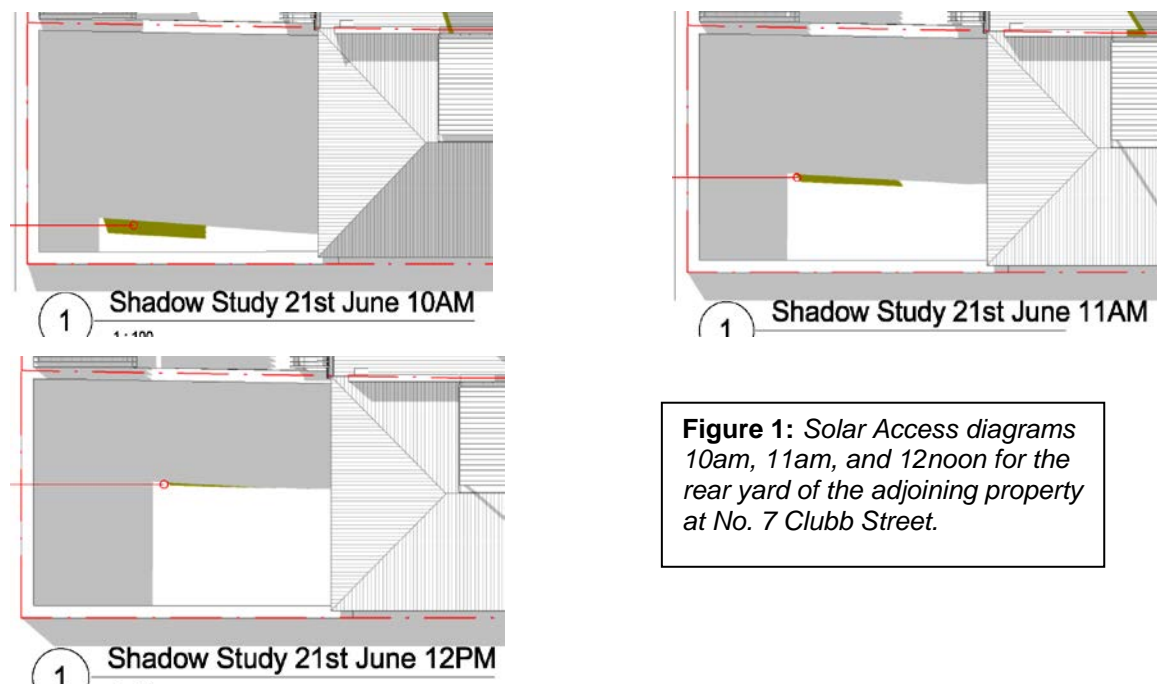 1 Shadow Study 21st June 10AM
1 : 100
1 Shadow Study 21st June 11AM
1 Shadow Study 21st June 12PM
Figure 1: Solar Access diagrams
10am, 11am, and 12noon for the
rear yard of the adjoining property
at No. 7 Clubb Street.